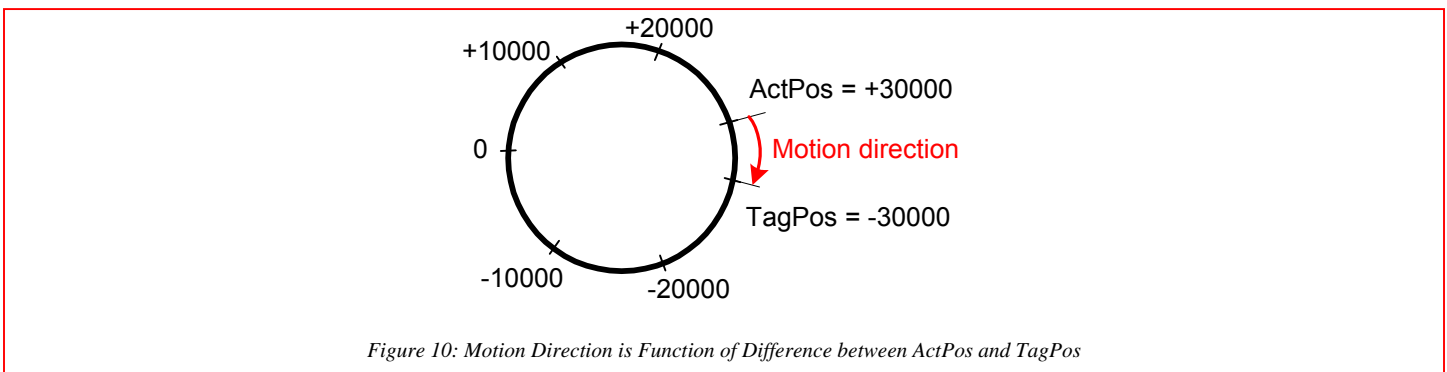 +20000
+10000
ActPos = +30000
0
Motion direction
TagPos = -30000
-10000
-20000
Figure 10: Motion Direction is Function of Difference between ActPos and TagPos